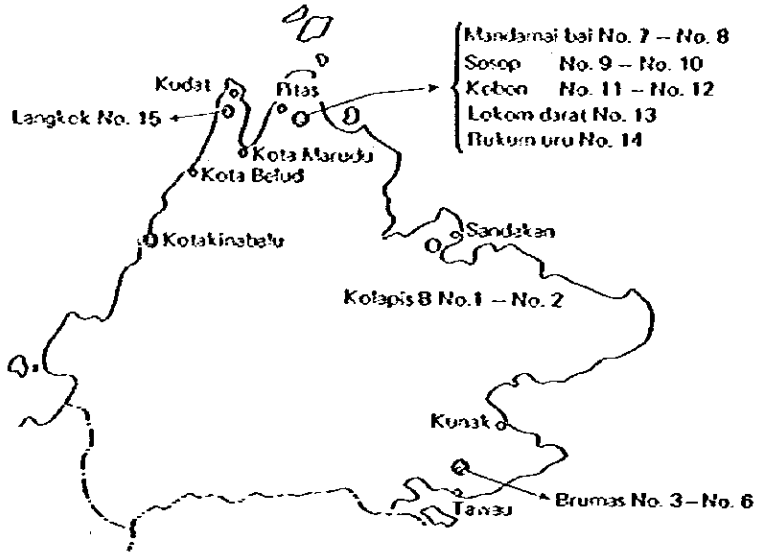 Mandamai bai No. 7 – No. 8
Sosop No. 9 – No. 10
Kobon No. 11 – No. 12
Lokom darat No. 13
Rukum uru No. 14
Kudat
Pitas
Langkok No. 15
Kota Marudu
Kota Belud
Kotakinabalu
Sandakan
Kolapis B No.1 – No. 2
Kunak
Brumas No. 3–No. 6
Tawau